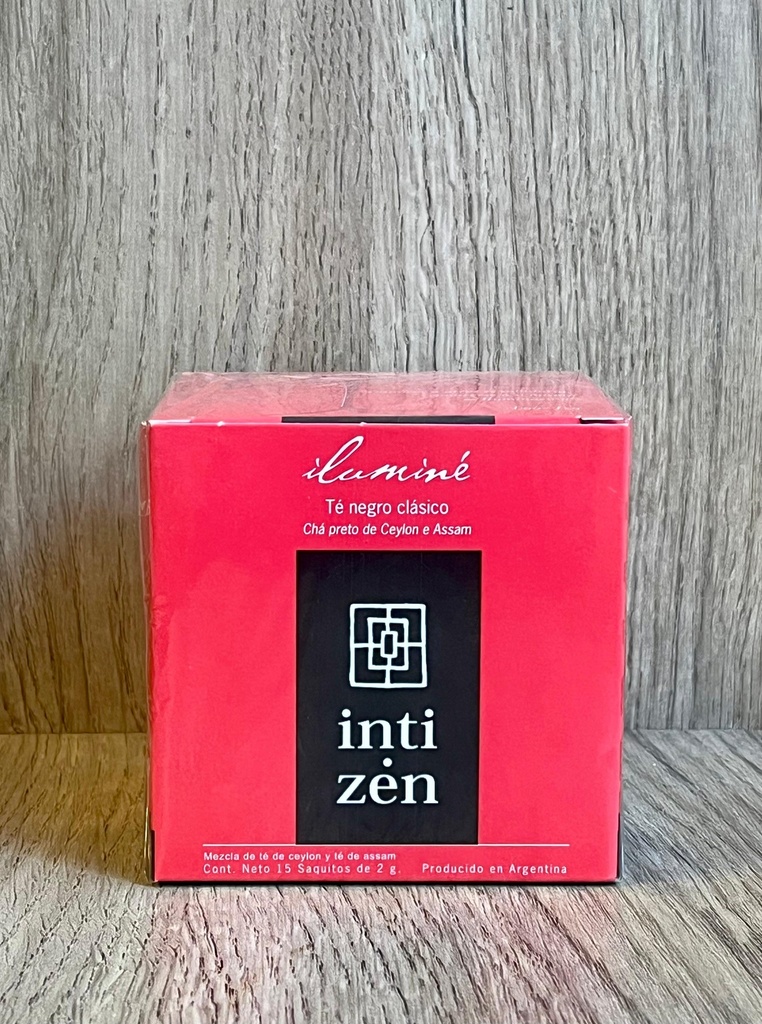 iluminé
Té negro clásico
Chá preto de Ceylon e Assam
inti
zen
Mezcla de té de ceylon y té de assam
Cont. Neto 15 Saquitos de 2 g. Producido en Argentina